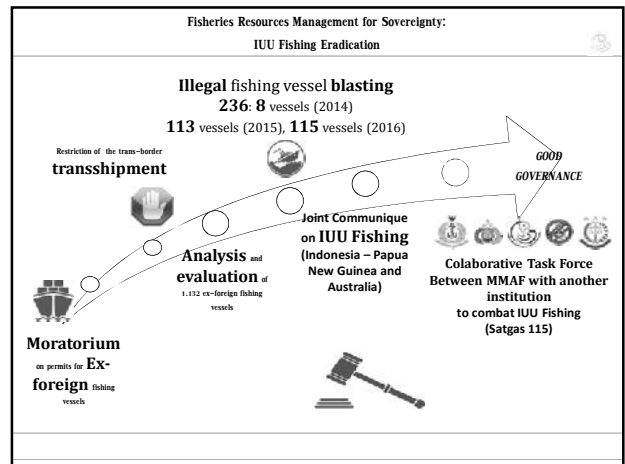 Fisheries Resources Management for Sovereignty:
IUU Fishing Eradication
Illegal fishing vessel blasting
236: 8 vessels (2014)
113 vessels (2015), 115 vessels (2016)
Restriction of the trans-border
transshipment
GOOD
GOVERNANCE
Joint Communique
on IUU Fishing
(Indonesia – Papua
New Guinea and
Australia)
Analysis and
evaluation of
1.132 ex-foreign fishing
vessels
Colaborative Task Force
Between MMAF with another
institution
to combat IUU Fishing
(Satgas 115)
Moratorium
on permits for Ex-
foreign fishing
vessels